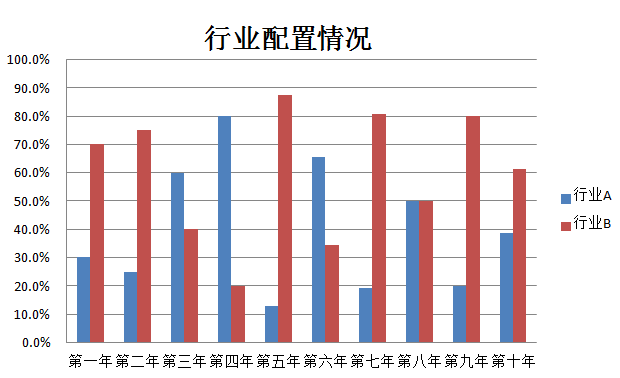 行业配置情况
100.0%
90.0%
80.0%
70.0%
60.0%
50.0%
40.0%
30.0%
20.0%
10.0%
0.0%
第一年 第二年 第三年 第四年 第五年 第六年 第七年 第八年 第九年 第十年
行业A
行业B